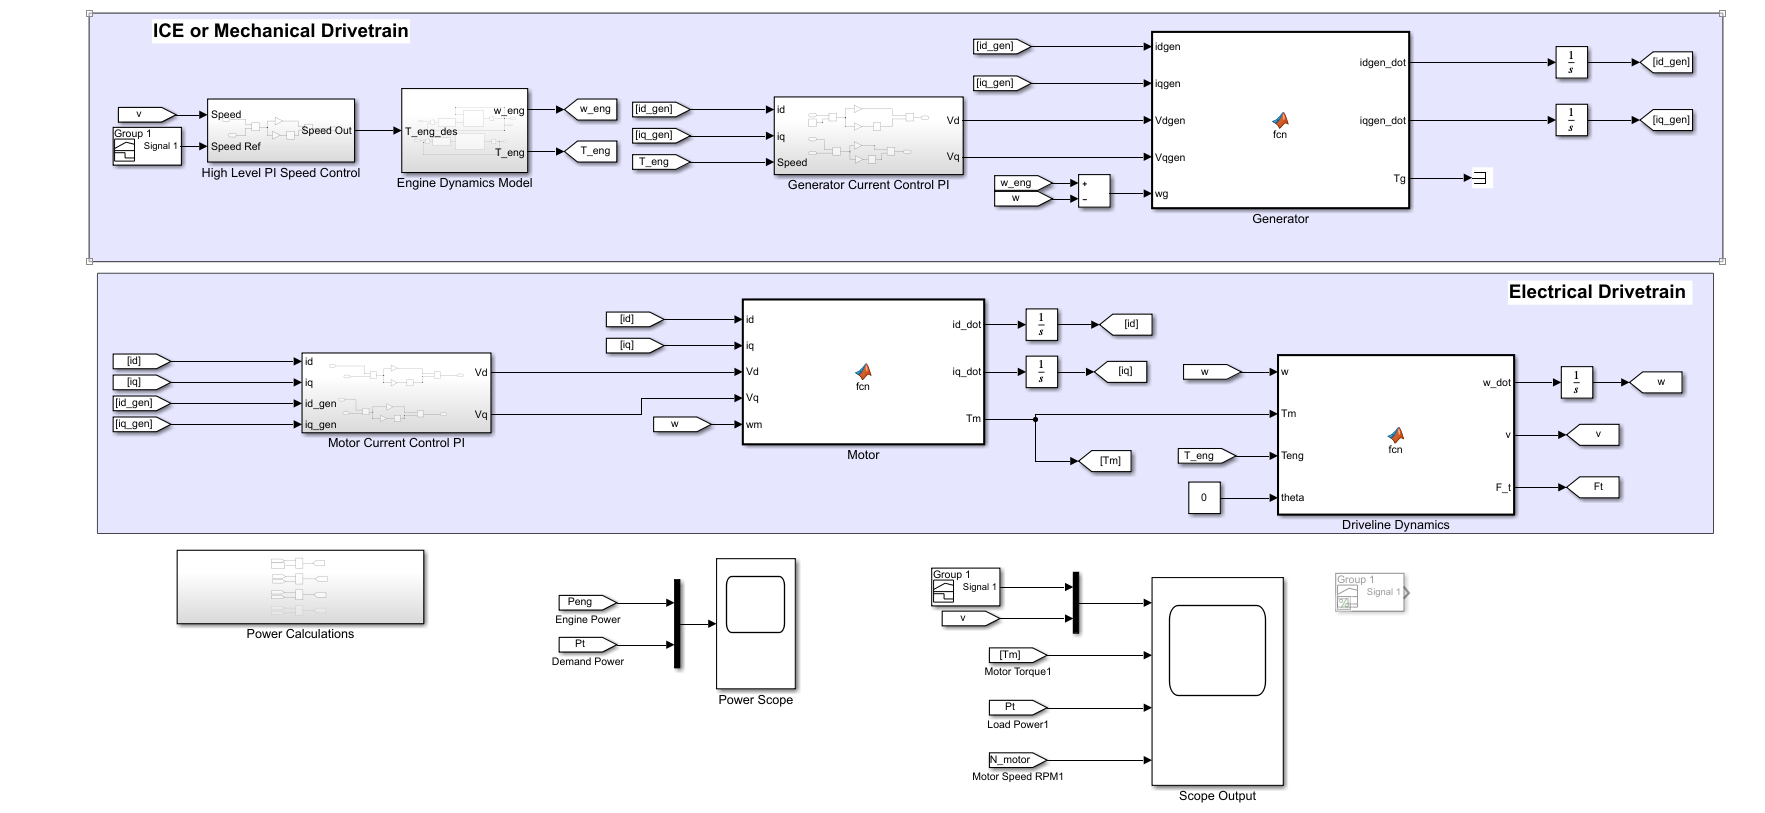 ICE or Mechanical Drivetrain
v
Group 1
Signal 1
Speed
Speed Ref
Speed Out
High Level PI Speed Control
T_eng_des
w_eng
T_eng
Engine Dynamics Model
w_eng
T_eng
[id_gen]
[iq_gen]
T_eng
id
iq
Speed
Vd
Vq
Generator Current Control PI
[id_gen]
[iq_gen]
w_eng
w
+
−
idgen
iqgen
Vdgen
Vqgen
wg
fcn
idgen_dot
iqgen_dot
Tg
Generator
1
s
[id_gen]
1
s
[iq_gen]
Electrical Drivetrain
[id]
[iq]
[id_gen]
[iq_gen]
id
iq
id_gen
iq_gen
Vd
Vq
Motor Current Control PI
[id]
[iq]
w
id
iq
Vd
Vq
wm
fcn
id_dot
iq_dot
Tm
Motor
1
s
[id]
1
s
[iq]
[Tm]
w
T_eng
0
w
Tm
Teng
theta
fcn
w_dot
v
F_t
Driveline Dynamics
1
s
w
v
Ft
Power Calculations
Peng
Engine Power
Pt
Demand Power
Power Scope
Group 1
Signal 1
v
[Tm]
Motor Torque1
Pt
Load Power1
N_motor
Motor Speed RPM1
Scope Output
Group 1
Signal 1